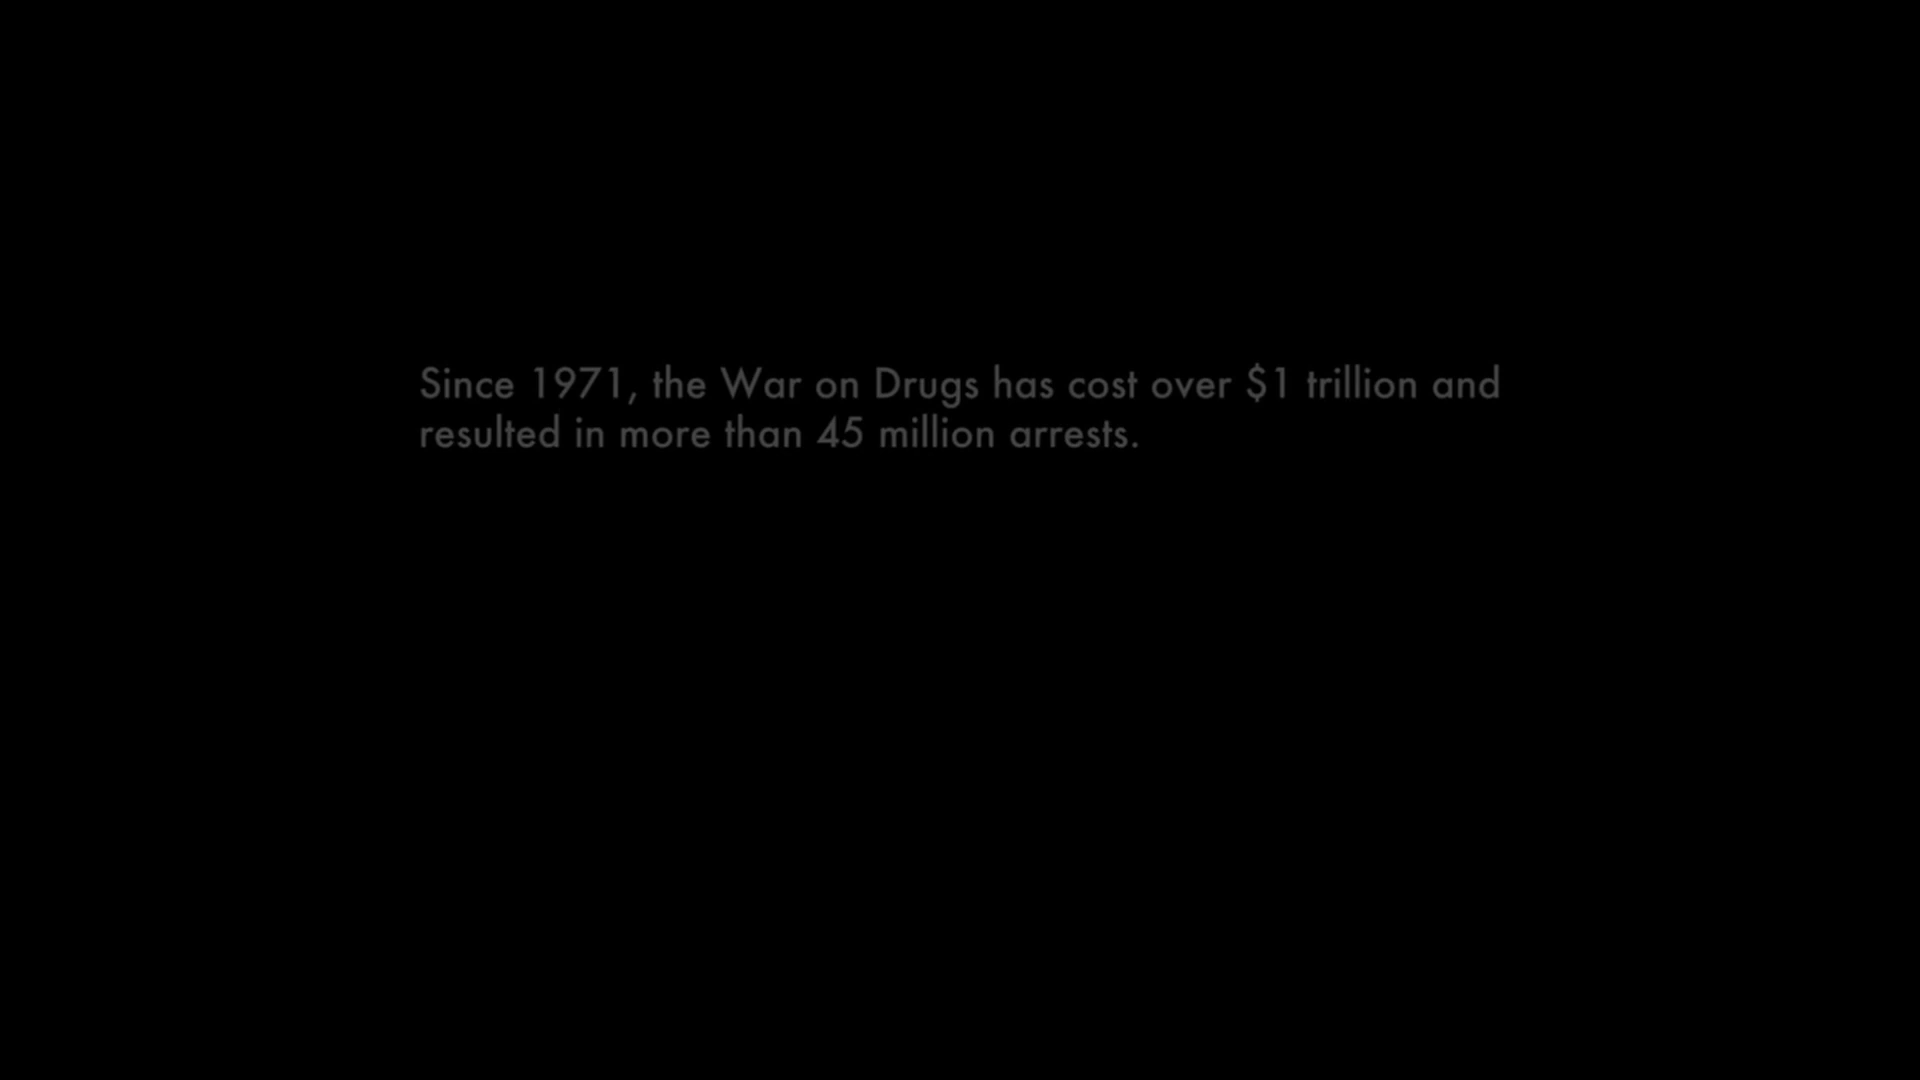 Since 1971, the War on Drugs has cost over $1 trillion and
resulted in more than 45 million arrests.